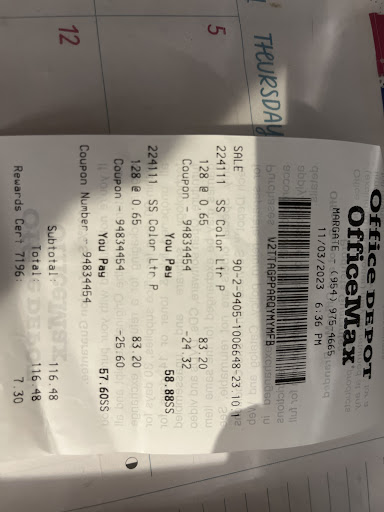 Office DEPOT
OfficeMax
MARGATE - (954) 975-4665
11/03/2023 6:36 PM
V2TTAGPPARQYMYWFB
SALE 90-2-9405-1006648-23.10.1
224111 SS Color Ltr P
128 @ 0.65 83.20
Coupon - 94834454 -24.32
You Pay 58.88SS
224111 SS Color Ltr P
128 @ 0.65 83.20
Coupon - 94834454 -25.60
You Pay 57.60SS
Coupon Number - 94834454
Subtotal: 116.48
Total: 116.48
Rewards Cert 7196: 7.30
THURSDAY
5
12